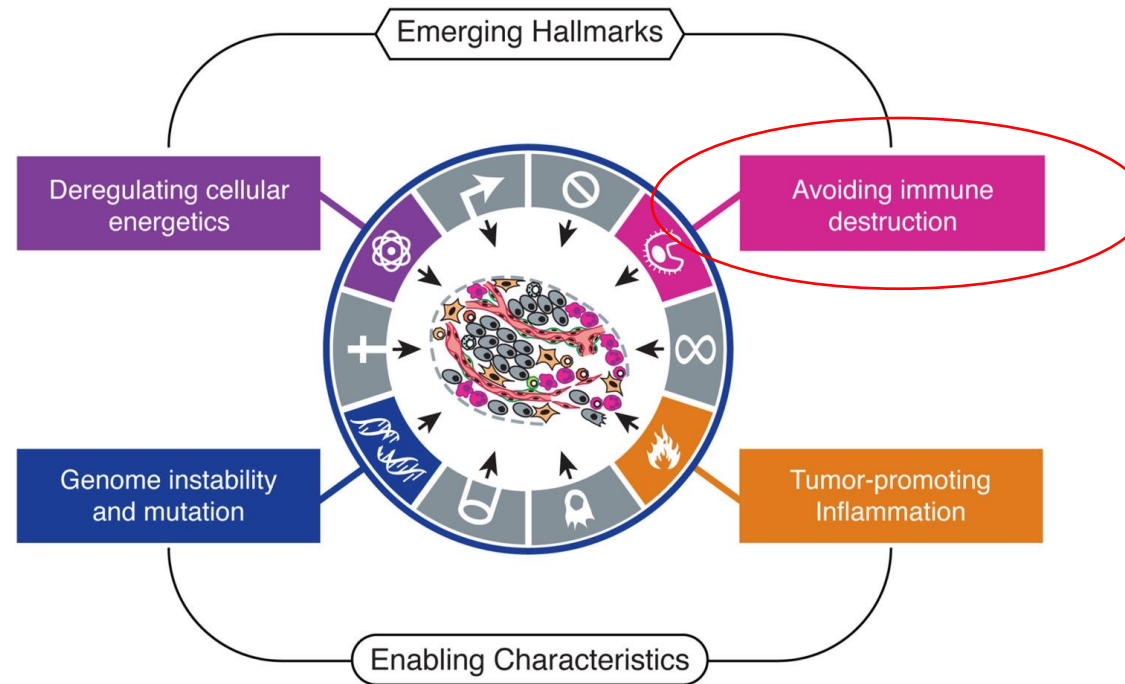 Emerging Hallmarks
Deregulating cellular
energetics
Avoiding immune
destruction
Genome instability
and mutation
Tumor-promoting
Inflammation
Enabling Characteristics